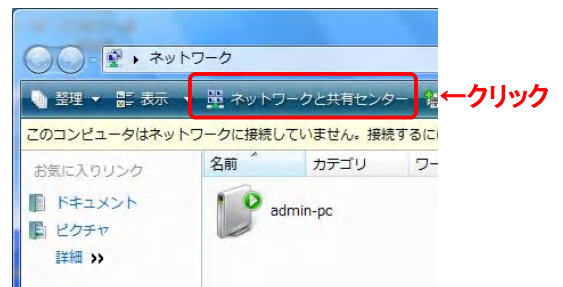 ネットワーク
整理 表示 ネットワークと共有センター ←クリック
このコンピュータはネットワークに接続していません。接続するに
お気に入りリンク 名前 カテゴリ ワー
ドキュメント
ピクチャ
詳細 »
admin-pc